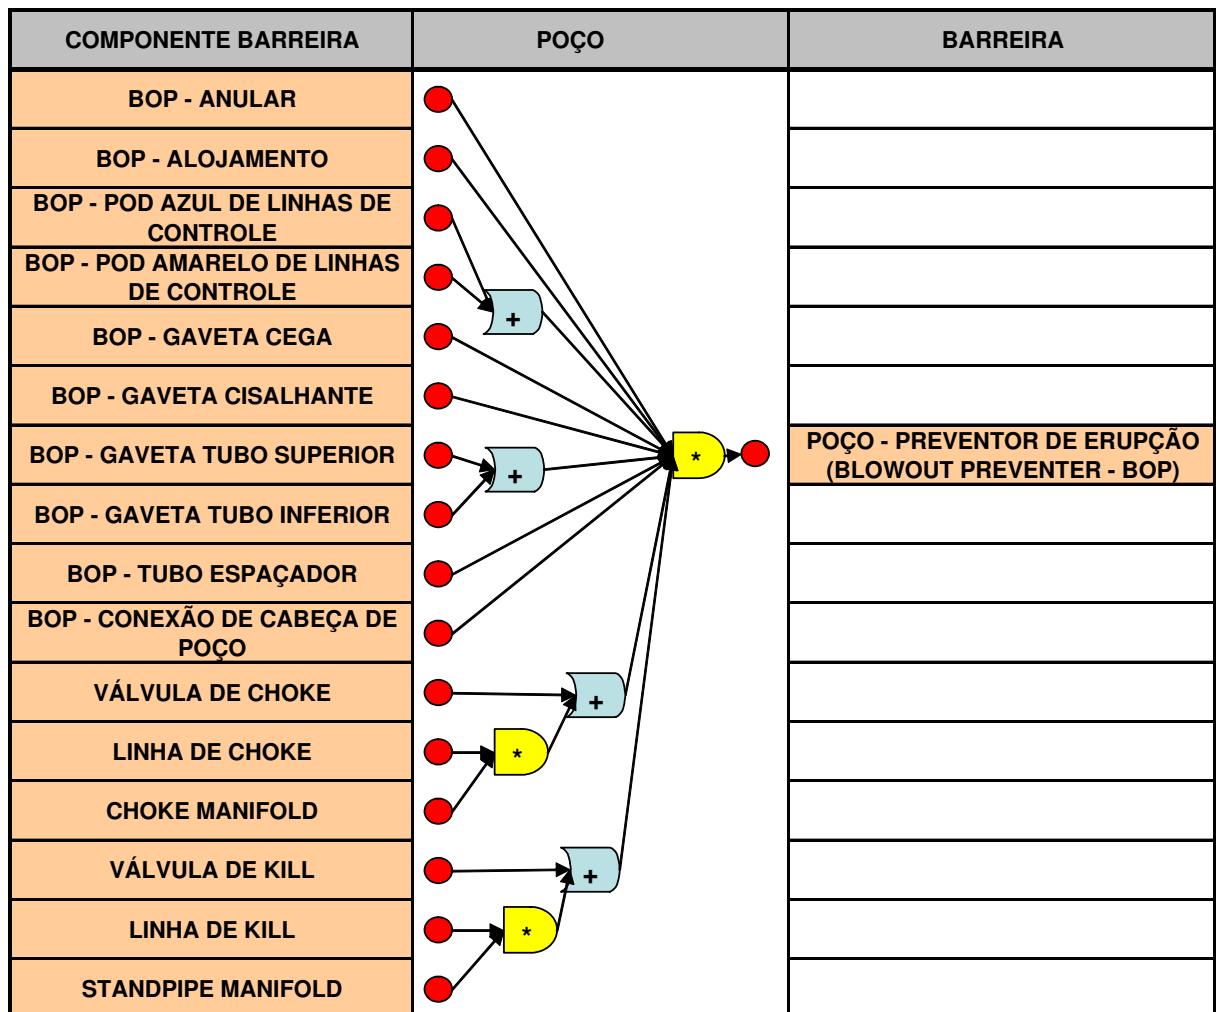 COMPONENTE BARREIRA
POÇO
BARREIRA
BOP - ANULAR
BOP - ALOJAMENTO
BOP - POD AZUL DE LINHAS DE
CONTROLE
BOP - POD AMARELO DE LINHAS
DE CONTROLE
+
BOP - GAVETA CEGA
BOP - GAVETA CISALHANTE
BOP - GAVETA TUBO SUPERIOR
+
*
POÇO - PREVENTOR DE ERUPÇÃO
(BLOWOUT PREVENTER - BOP)
BOP - GAVETA TUBO INFERIOR
BOP - TUBO ESPAÇADOR
BOP - CONEXÃO DE CABEÇA DE
POÇO
VÁLVULA DE CHOKE
+
LINHA DE CHOKE
*
CHOKE MANIFOLD
VÁLVULA DE KILL
+
LINHA DE KILL
*
STANDPIPE MANIFOLD